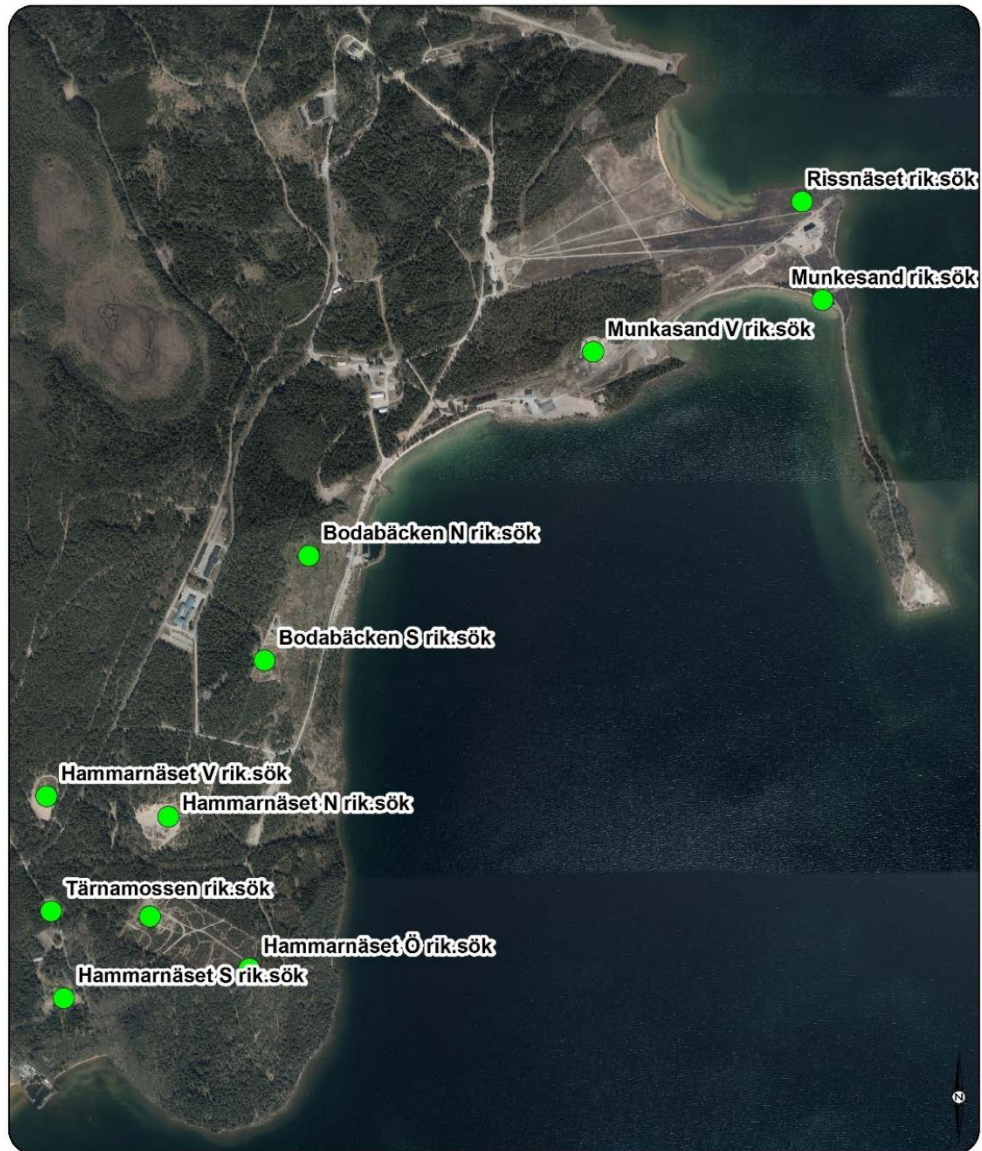 Rissnäset rik.sök
Munkesand rik.sök
Munkasand V rik.sök
Bodabäcken N rik.sök
Bodabäcken S rik.sök
Hammarnäset V rik.sök
Hammarnäset N rik.sök
Tärnamossen rik.sök
Hammarnäset Ö rik.sök
Hammarnäset S rik.sök
N